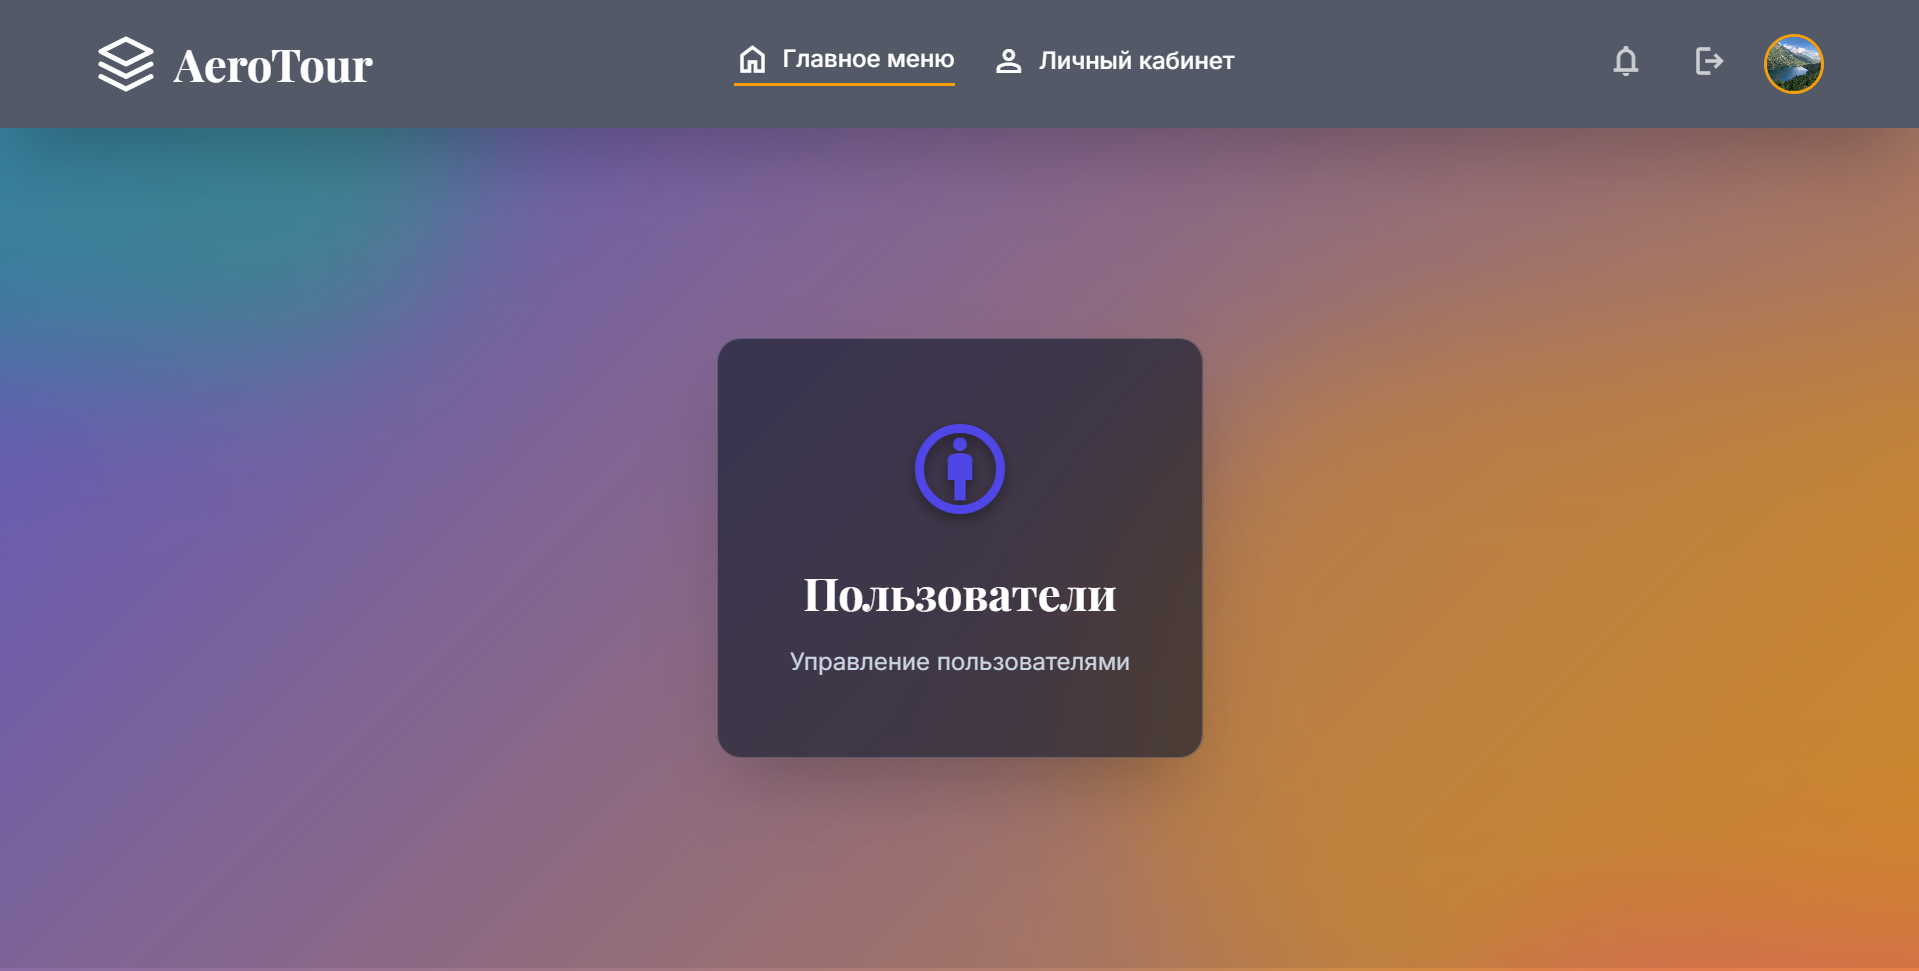 AeroTour
Главное меню
Личный кабинет
Пользователи
Управление пользователями